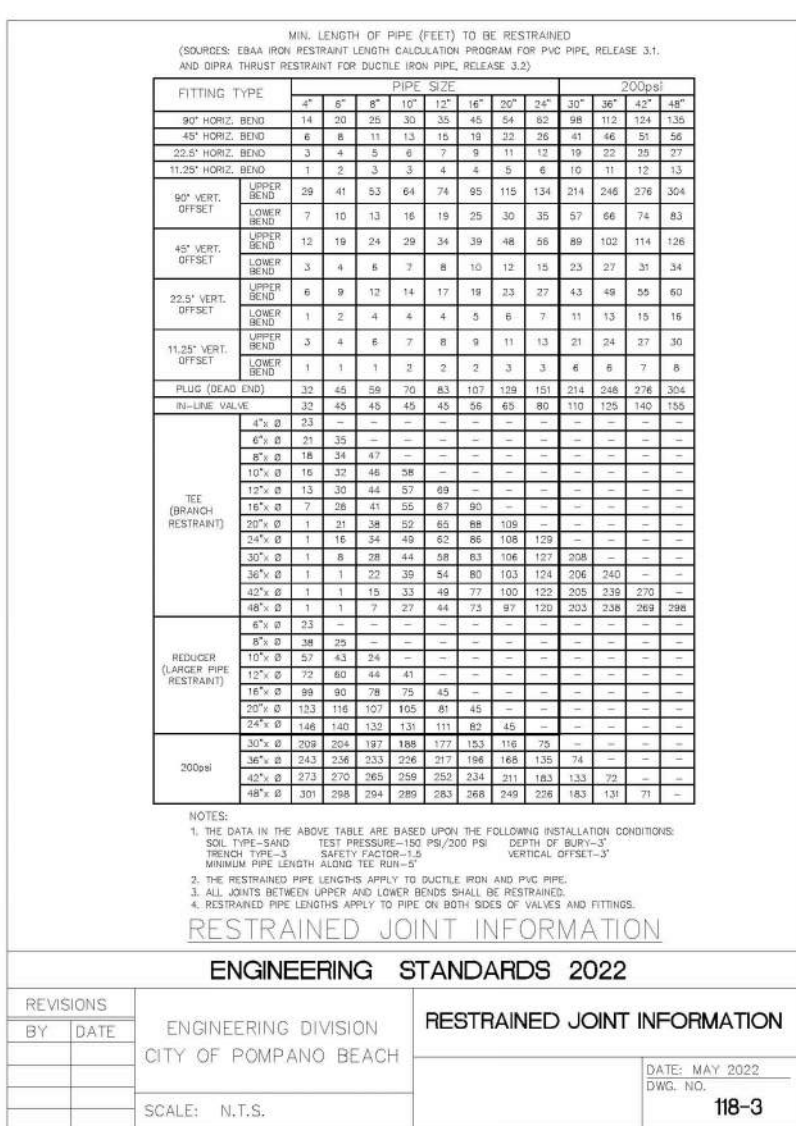 MIN. LENGTH OF PIPE (FEET) TO BE RESTRAINED
(SOURCES: EBAA IRON RESTRAINT LENGTH CALCULATION PROGRAM FOR PVC PIPE, RELEASE 3.1.
AND DIPRA THRUST RESTRAINT FOR DUCTILE IRON PIPE, RELEASE 3.2)
FITTING TYPE PIPE SIZE 200psi
4" 6" 8" 10" 12" 16" 20" 24" 30" 36" 42" 48"
90° HORIZ. BEND 14 20 25 30 35 45 54 62 98 112 124 135
45° HORIZ. BEND 6 8 11 13 15 19 22 26 41 46 51 56
22.5° HORIZ. BEND 3 4 5 6 7 9 11 12 19 22 25 27
11.25° HORIZ. BEND 1 2 3 3 4 4 5 6 10 11 12 13
90° VERT. OFFSET UPPER BEND 29 41 53 64 74 95 115 134 214 246 276 304
LOWER BEND 7 10 13 16 19 25 30 35 57 66 74 83
45° VERT. OFFSET UPPER BEND 12 19 24 29 34 39 48 56 89 102 114 126
LOWER BEND 3 4 6 7 8 10 12 15 23 27 31 34
22.5° VERT. OFFSET UPPER BEND 6 9 12 14 17 19 23 27 43 49 55 60
LOWER BEND 1 2 4 4 4 5 6 7 11 13 15 16
11.25° VERT. OFFSET UPPER BEND 3 4 6 7 8 9 11 13 21 24 27 30
LOWER BEND 1 1 1 2 2 2 3 3 6 6 7 8
PLUG (DEAD END) 32 45 59 70 83 107 129 151 214 246 276 304
IN-LINE VALVE 32 45 45 45 45 56 65 80 110 125 140 155
TEE (BRANCH RESTRAINT)
4"x Ø 23 – – – – – – – – – – –
6"x Ø 21 35 – – – – – – – – – –
8"x Ø 18 34 47 – – – – – – – – –
10"x Ø 16 32 46 58 – – – – – – – –
12"x Ø 13 30 44 57 69 – – – – – – –
16"x Ø 7 26 41 55 67 90 – – – – – –
20"x Ø 1 21 38 52 65 88 109 – – – – –
24"x Ø 1 16 34 49 62 86 108 129 – – – –
30"x Ø 1 8 28 44 58 83 106 127 208 – – –
36"x Ø 1 1 22 39 54 80 103 124 206 240 – –
42"x Ø 1 1 15 33 49 77 100 122 205 239 270 –
48"x Ø 1 1 7 27 44 73 97 120 203 238 269 298
REDUCER (LARGER PIPE RESTRAINT)
6"x Ø 23 – – – – – – – – – – –
8"x Ø 38 25 – – – – – – – – – –
10"x Ø 57 43 24 – – – – – – – – –
12"x Ø 72 60 44 41 – – – – – – – –
16"x Ø 99 90 78 75 45 – – – – – – –
20"x Ø 123 116 107 105 81 45 – – – – – –
24"x Ø 146 140 132 131 111 82 45 – – – – –
200psi
30"x Ø 209 204 197 188 177 153 116 75 – – – –
36"x Ø 243 236 233 226 217 196 168 135 74 – – –
42"x Ø 273 270 265 259 252 234 211 183 133 72 – –
48"x Ø 301 298 294 289 283 268 249 226 183 131 71 –
NOTES:
1. THE DATA IN THE ABOVE TABLE ARE BASED UPON THE FOLLOWING INSTALLATION CONDITIONS:
SOIL TYPE-SAND TEST PRESSURE-150 PSI/200 PSI DEPTH OF BURY-3'
TRENCH TYPE-3 SAFETY FACTOR-1.5 VERTICAL OFFSET-3'
MINIMUM PIPE LENGTH ALONG TEE RUN-5'
2. THE RESTRAINED PIPE LENGTHS APPLY TO DUCTILE IRON AND PVC PIPE.
3. ALL JOINTS BETWEEN UPPER AND LOWER BENDS SHALL BE RESTRAINED.
4. RESTRAINED PIPE LENGTHS APPLY TO PIPE ON BOTH SIDES OF VALVES AND FITTINGS.
RESTRAINED JOINT INFORMATION
ENGINEERING STANDARDS 2022
REVISIONS
BY DATE
ENGINEERING DIVISION
CITY OF POMPANO BEACH
SCALE: N.T.S.
RESTRAINED JOINT INFORMATION
DATE: MAY 2022
DWG. NO.
118-3